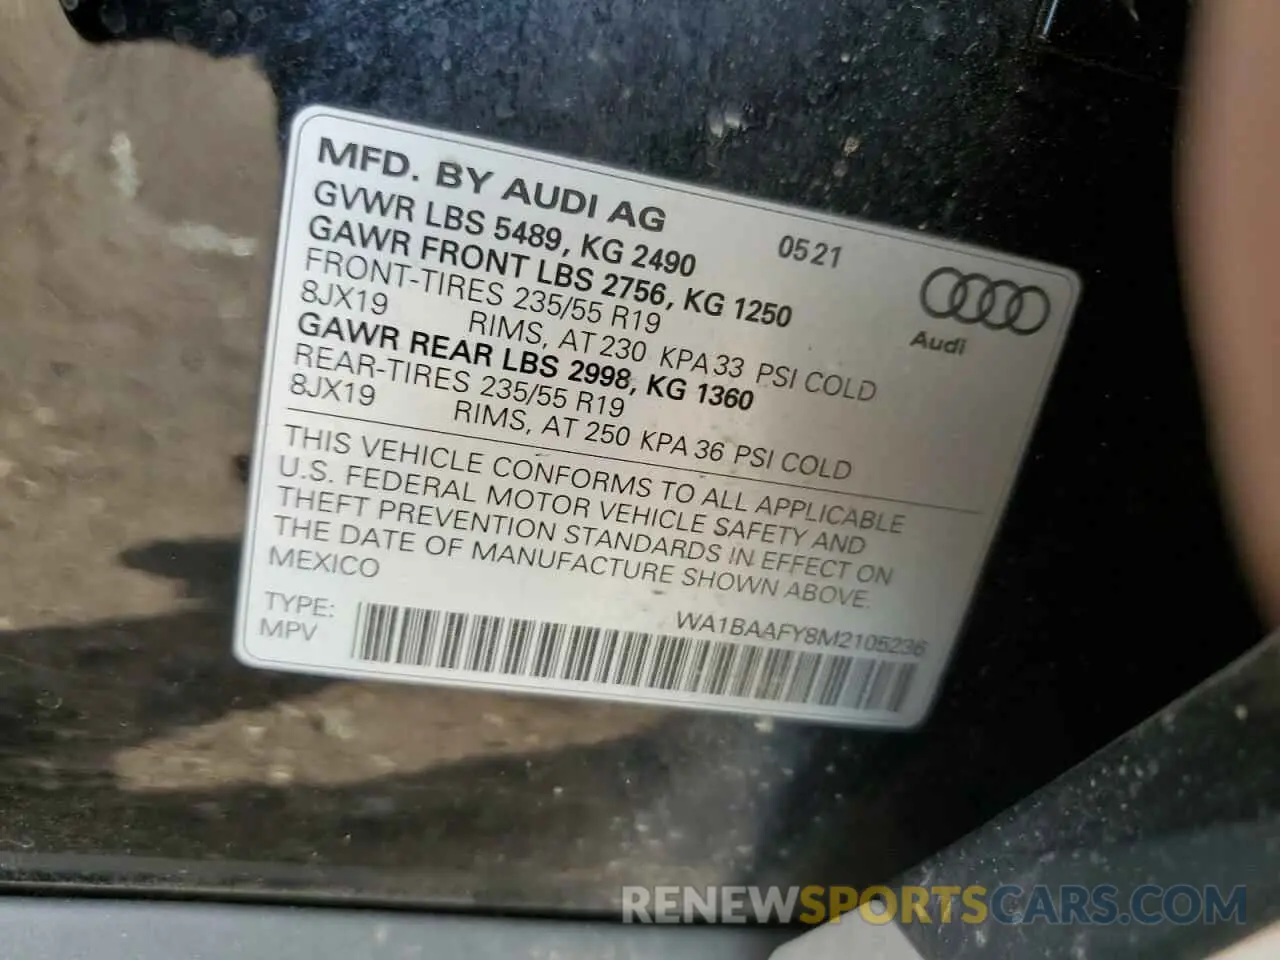 MFD. BY AUDI AG 0521
GVWR LBS 5489, KG 2490
GAWR FRONT LBS 2756, KG 1250
FRONT-TIRES 235/55 R19
8JX19 RIMS, AT 230 KPA 33 PSI COLD
GAWR REAR LBS 2998, KG 1360
REAR-TIRES 235/55 R19
8JX19 RIMS, AT 250 KPA 36 PSI COLD
Audi
THIS VEHICLE CONFORMS TO ALL APPLICABLE
U.S. FEDERAL MOTOR VEHICLE SAFETY AND
THEFT PREVENTION STANDARDS IN EFFECT ON
THE DATE OF MANUFACTURE SHOWN ABOVE.
MEXICO
WA1BAAFY8M2105236
TYPE:
MPV
RENEWSPORTSCARS.COM